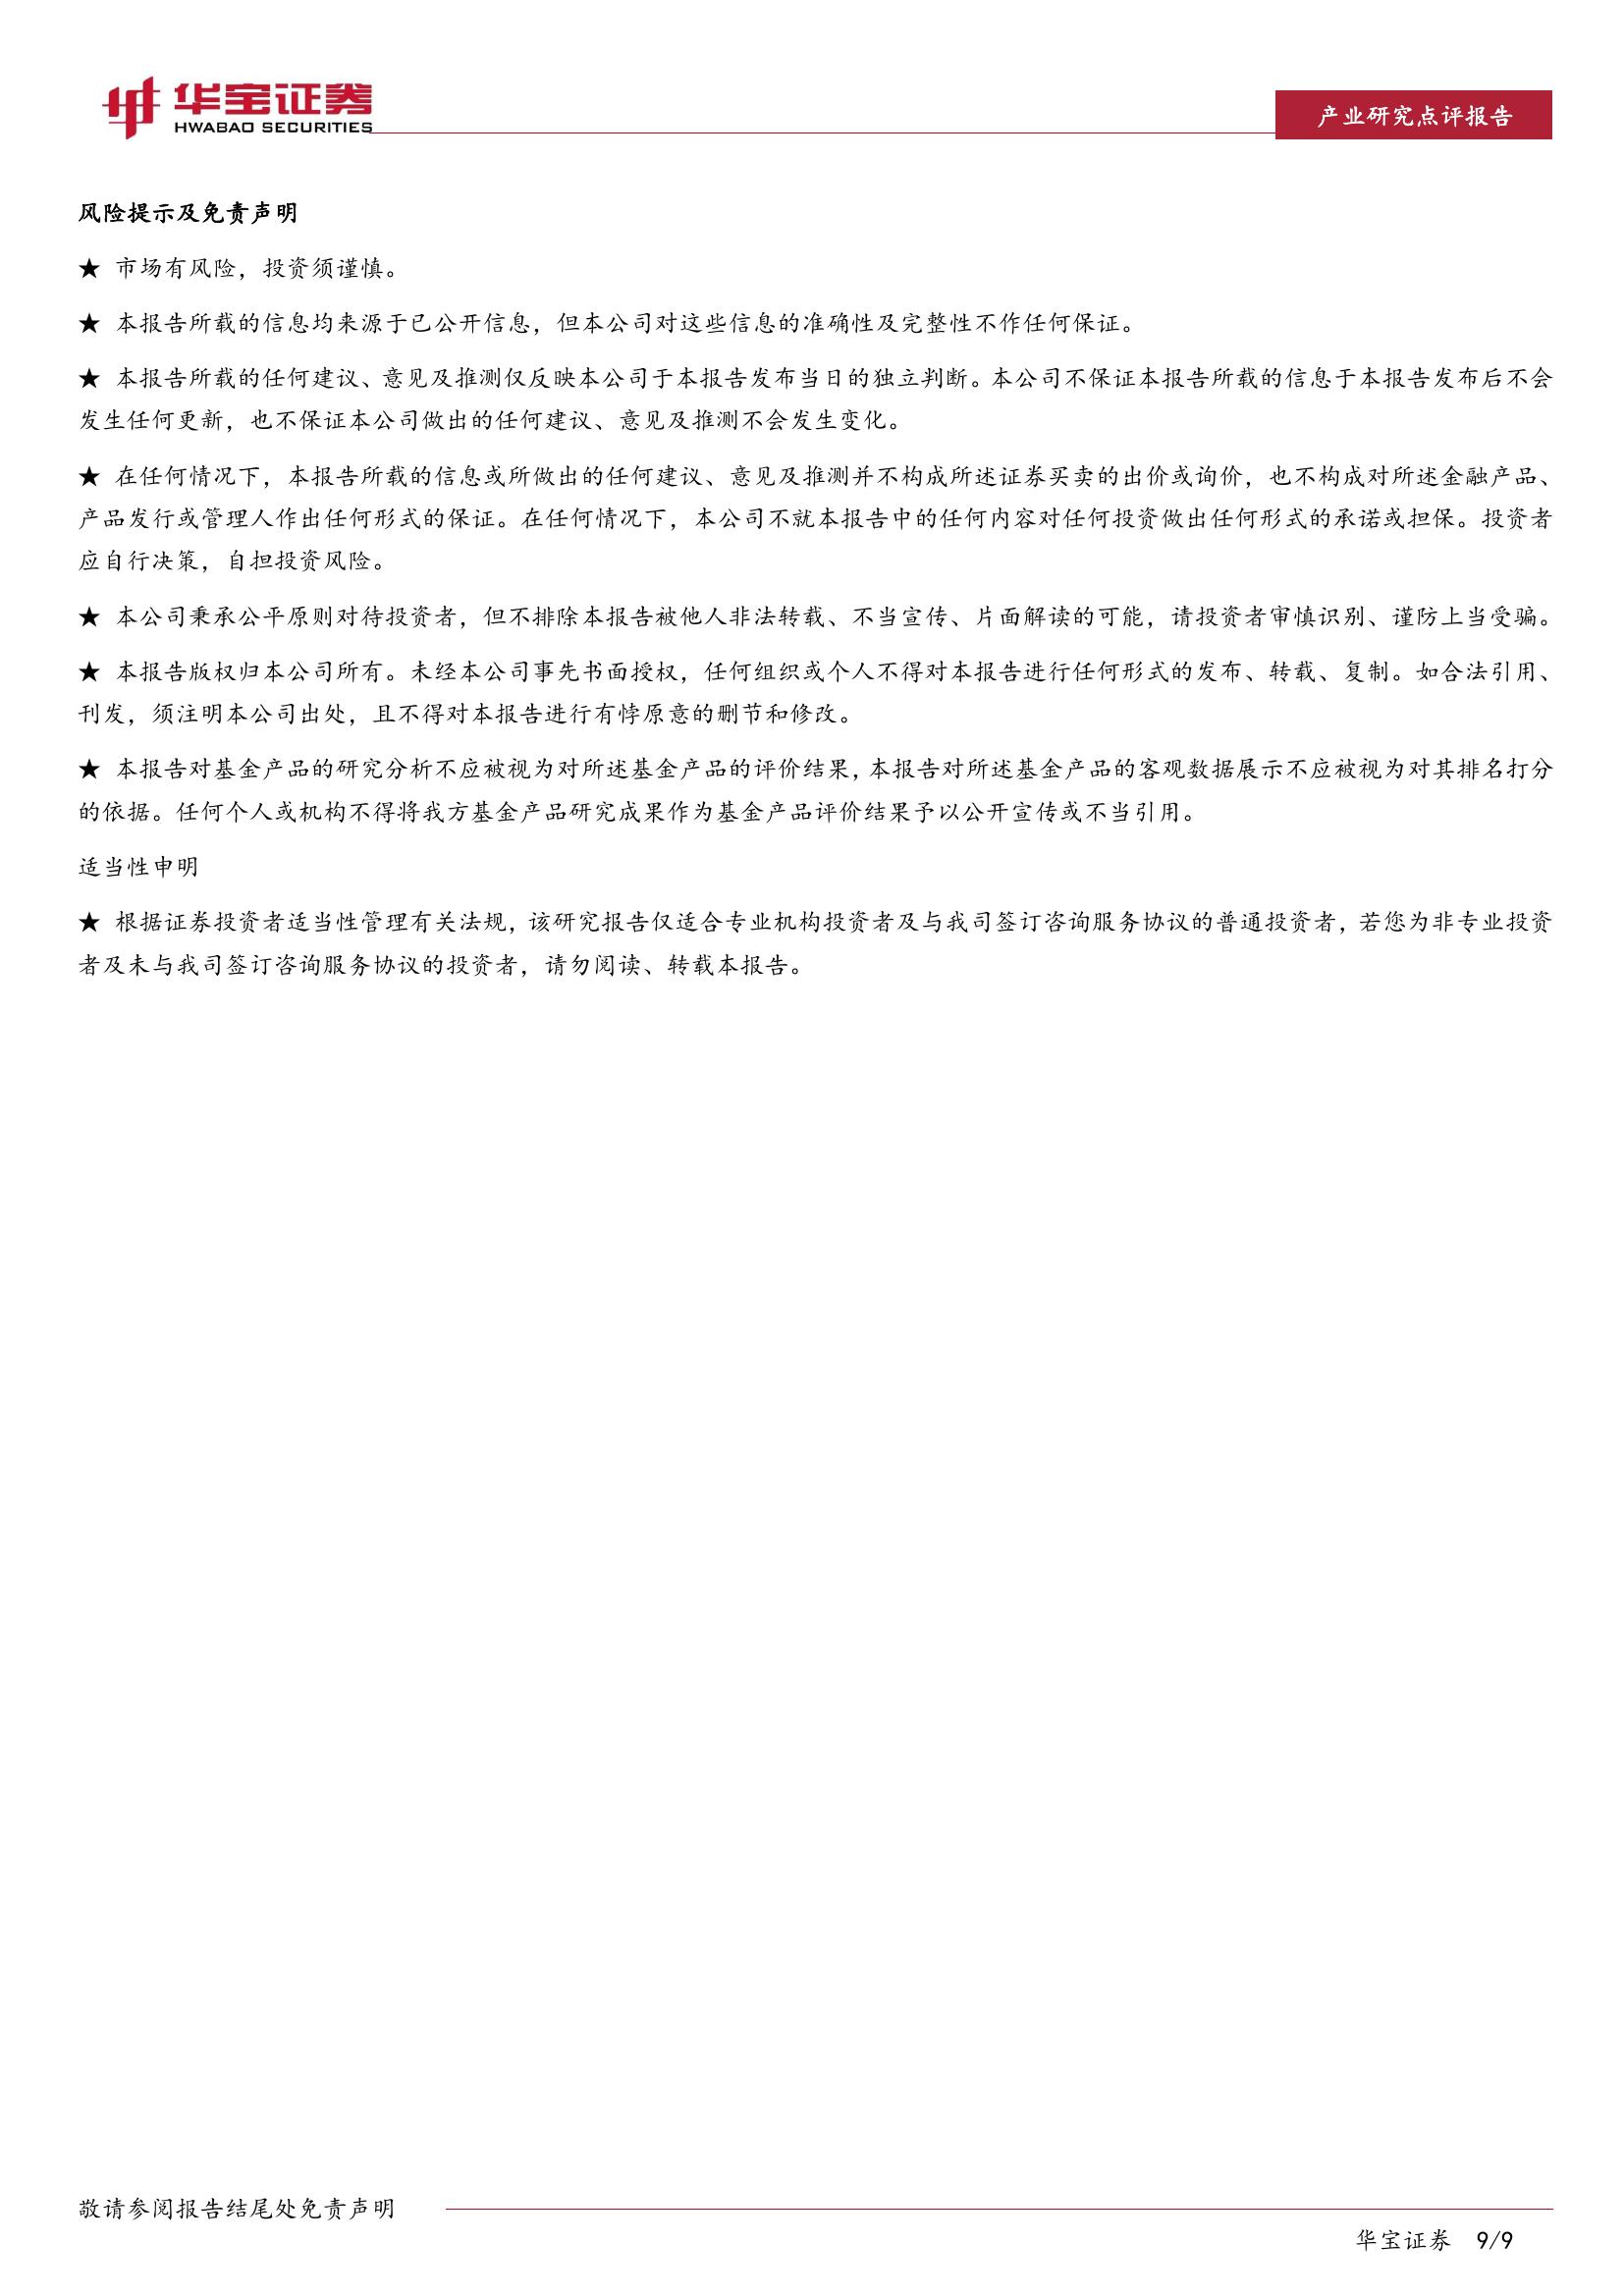 华宝证券
HWABAO SECURITIES
产业研究点评报告
风险提示及免责声明
★ 市场有风险，投资须谨慎。
★ 本报告所载的信息均来源于已公开信息，但本公司对这些信息的准确性及完整性不作任何保证。
★ 本报告所载的任何建议、意见及推测仅反映本公司于本报告发布当日的独立判断。本公司不保证本报告所载的信息于本报告发布后不会
发生任何更新，也不保证本公司做出的任何建议、意见及推测不会发生变化。
★ 在任何情况下，本报告所载的信息或所做出的任何建议、意见及推测并不构成所述证券买卖的出价或询价，也不构成对所述金融产品、
产品发行或管理人作出任何形式的保证。在任何情况下，本公司不就本报告中的任何内容对任何投资做出任何形式的承诺或担保。投资者
应自行决策，自担投资风险。
★ 本公司秉承公平原则对待投资者，但不排除本报告被他人非法转载、不当宣传、片面解读的可能，请投资者审慎识别、谨防上当受骗。
★ 本报告版权归本公司所有。未经本公司事先书面授权，任何组织或个人不得对本报告进行任何形式的发布、转载、复制。如合法引用、
刊发，须注明本公司出处，且不得对本报告进行有悖原意的删节和修改。
★ 本报告对基金产品的研究分析不应被视为对所述基金产品的评价结果，本报告对所述基金产品的客观数据展示不应被视为对其排名打分
的依据。任何个人或机构不得将我方基金产品研究成果作为基金产品评价结果予以公开宣传或不当引用。
适当性申明
★ 根据证券投资者适当性管理有关法规，该研究报告仅适合专业机构投资者及与我司签订咨询服务协议的普通投资者，若您为非专业投资
者及未与我司签订咨询服务协议的投资者，请勿阅读、转载本报告。
敬请参阅报告结尾处免责声明
华宝证券 9/9